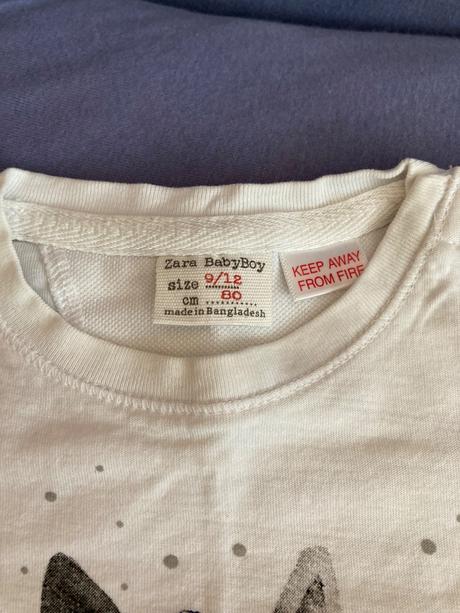 Zara BabyBoy
size 9/12
cm 80
made in Bangladesh
KEEP AWAY
FROM FIRE